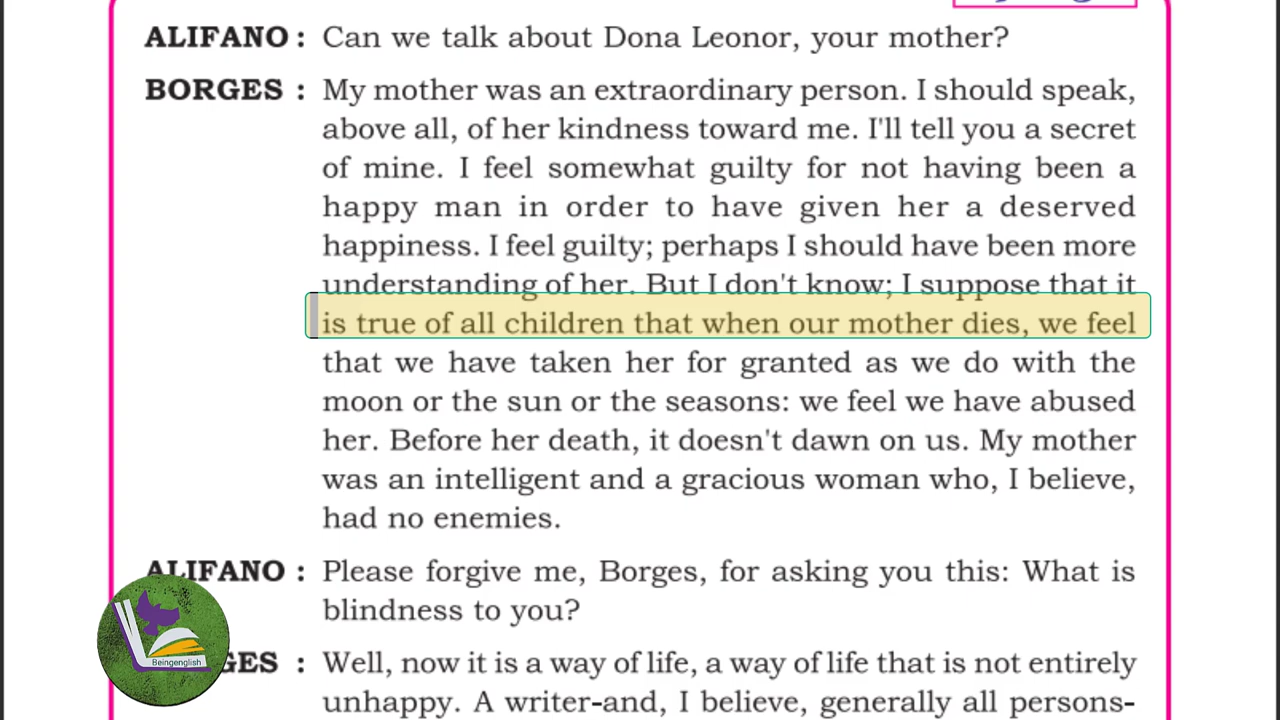 ALIFANO : Can we talk about Dona Leonor, your mother?
BORGES : My mother was an extraordinary person. I should speak,
above all, of her kindness toward me. I'll tell you a secret
of mine. I feel somewhat guilty for not having been a
happy man in order to have given her a deserved
happiness. I feel guilty; perhaps I should have been more
understanding of her. But I don't know; I suppose that it
is true of all children that when our mother dies, we feel
that we have taken her for granted as we do with the
moon or the sun or the seasons: we feel we have abused
her. Before her death, it doesn't dawn on us. My mother
was an intelligent and a gracious woman who, I believe,
had no enemies.
ALIFANO : Please forgive me, Borges, for asking you this: What is
blindness to you?
GES : Well, now it is a way of life, a way of life that is not entirely
unhappy. A writer-and, I believe, generally all persons-
Beingenglish